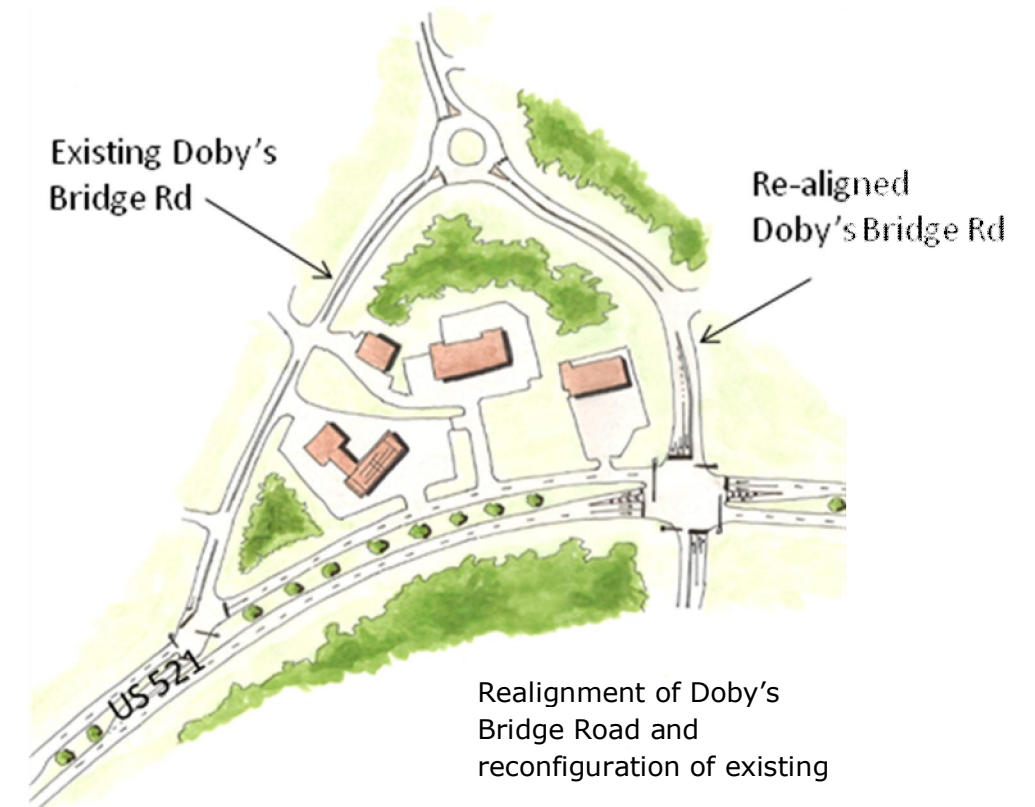 Existing Doby's
Bridge Rd
Re-aligned
Doby's Bridge Rd
US 521
Realignment of Doby's
Bridge Road and
reconfiguration of existing